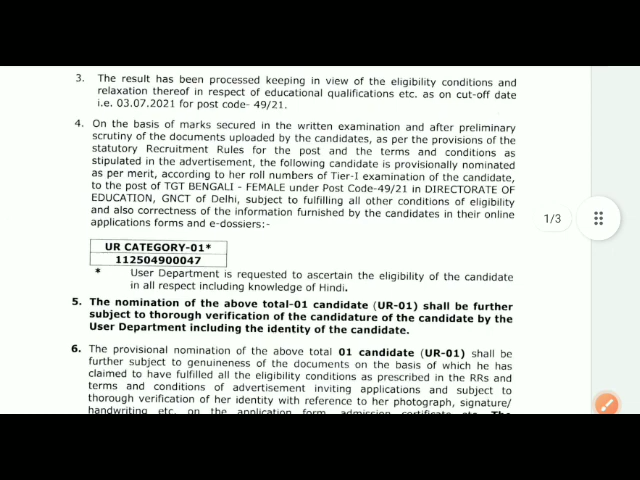 3. The result has been processed keeping in view of the eligibility conditions and
relaxation thereof in respect of educational qualifications etc. as on cut-off date
i.e. 03.07.2021 for post code- 49/21.
4. On the basis of marks secured in the written examination and after preliminary
scrutiny of the documents uploaded by the candidates, as per the provisions of the
statutory Recruitment Rules for the post and the terms and conditions as
stipulated in the advertisement, the following candidate is provisionally nominated
as per merit, according to her roll numbers of Tier-I examination of the candidate,
to the post of TGT BENGALI - FEMALE under Post Code-49/21 in DIRECTORATE OF
EDUCATION, GNCT of Delhi, subject to fulfilling all other conditions of eligibility
and also correctness of the information furnished by the candidates in their online
applications forms and e-dossiers:-
1/3
UR CATEGORY-01*
112504900047
* User Department is requested to ascertain the eligibility of the candidate
in all respect including knowledge of Hindi.
5. The nomination of the above total-01 candidate (UR-01) shall be further
subject to thorough verification of the candidature of the candidate by the
User Department including the identity of the candidate.
6. The provisional nomination of the above total 01 candidate (UR-01) shall be
further subject to genuineness of the documents on the basis of which he has
claimed to have fulfilled all the eligibility conditions as prescribed in the RRs and
terms and conditions of advertisement inviting applications and subject to
thorough verification of her identity with reference to her photograph, signature/
handwriting etc. on the application form, admission certificate etc. The